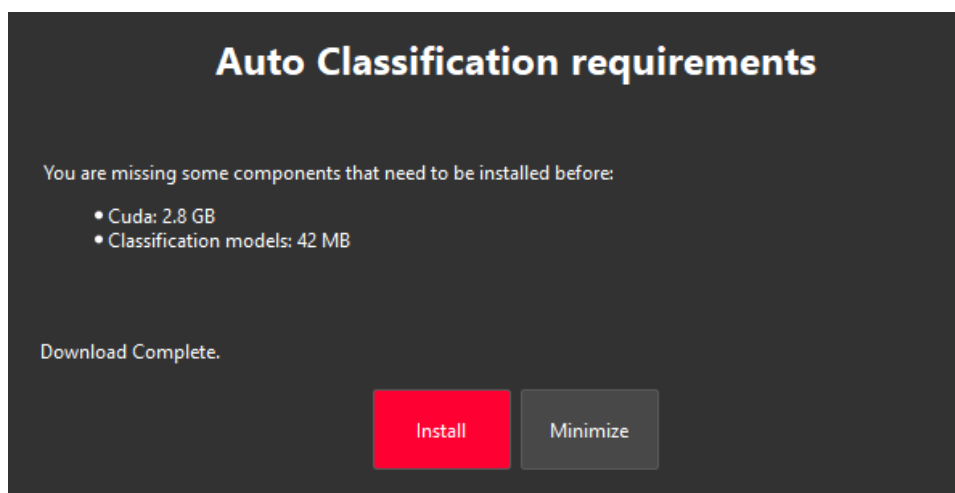 Auto Classification requirements
You are missing some components that need to be installed before:
• Cuda: 2.8 GB
• Classification models: 42 MB
Download Complete.
Install
Minimize